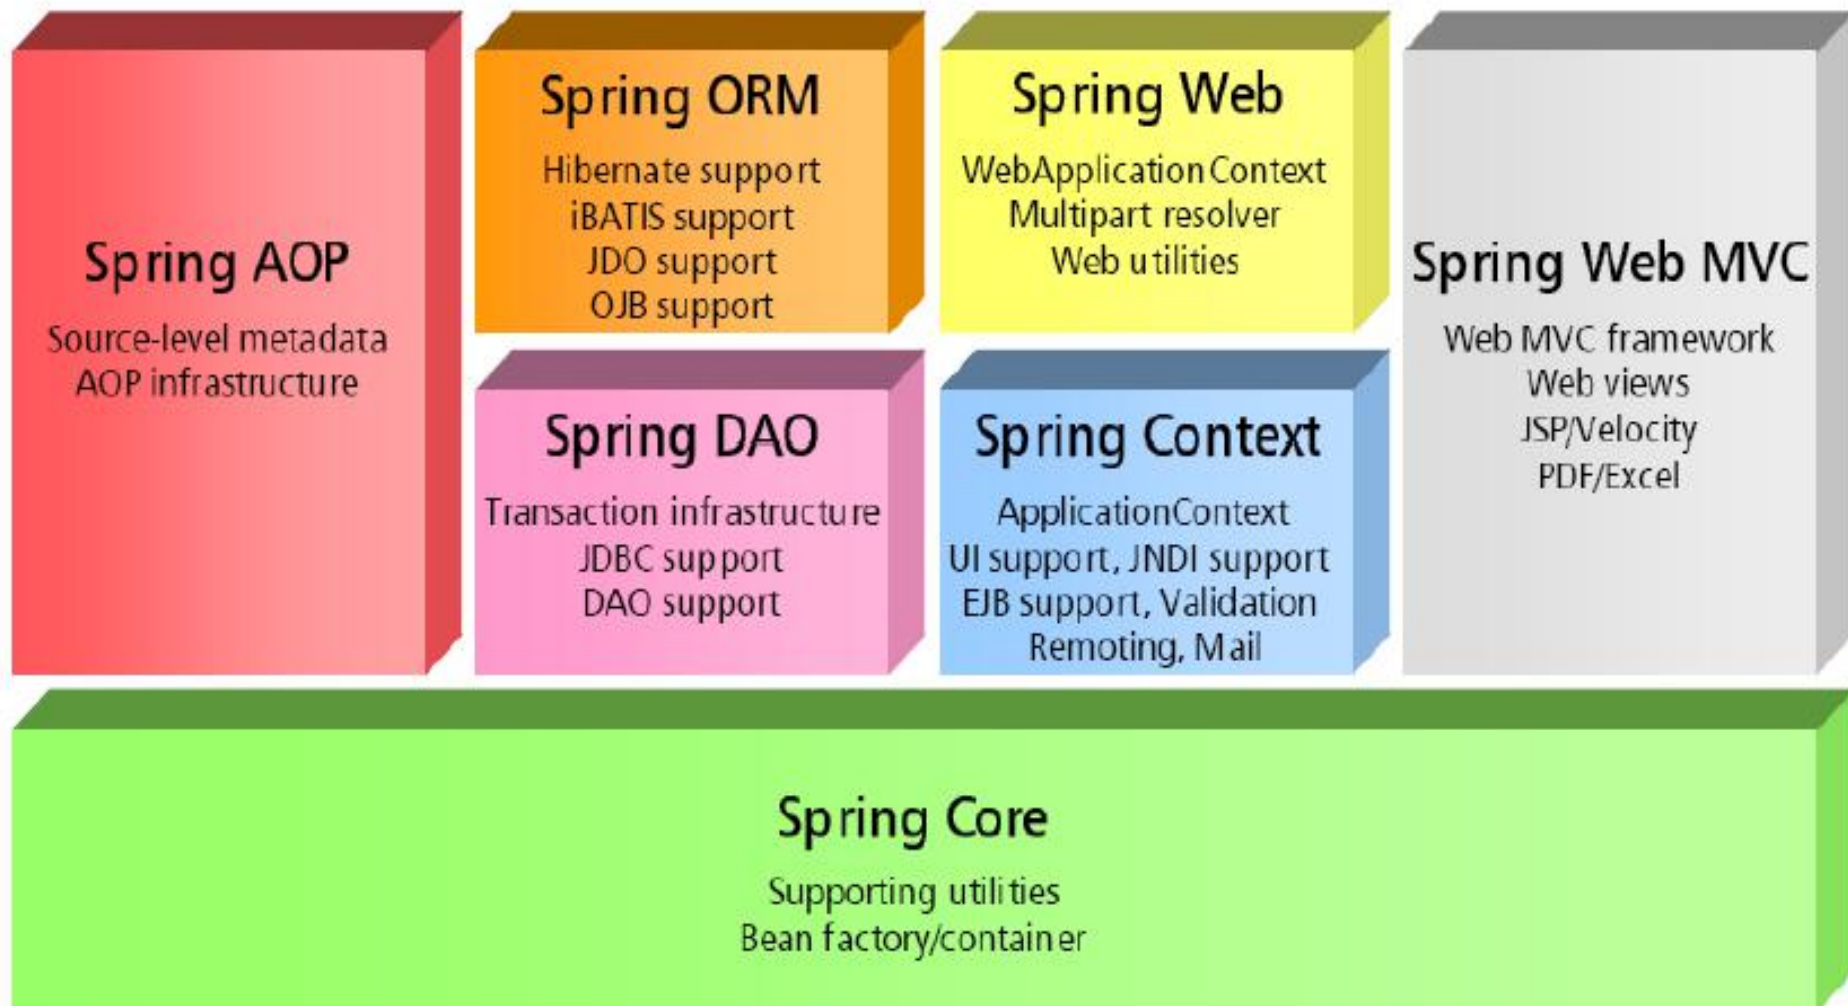 Spring AOP
Source-level metadata
AOP infrastructure
Spring ORM
Hibernate support
iBATIS support
JDO support
OJB support
Spring Web
WebApplicationContext
Multipart resolver
Web utilities
Spring Web MVC
Web MVC framework
Web views
JSP/Velocity
PDF/Excel
Spring DAO
Transaction infrastructure
JDBC support
DAO support
Spring Context
ApplicationContext
UI support, JNDI support
EJB support, Validation
Remoting, Mail
Spring Core
Supporting utilities
Bean factory/container